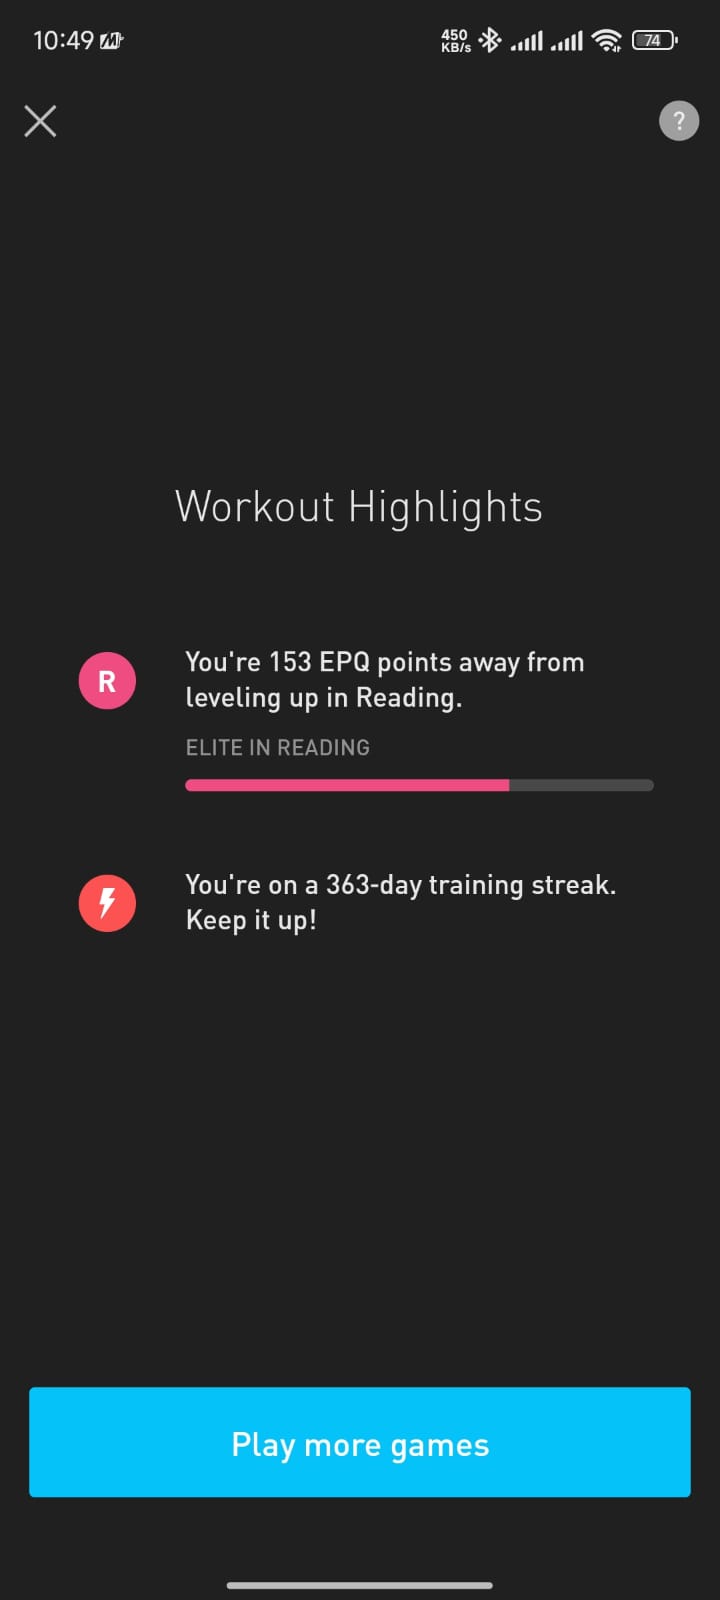 10:49
450
KB/s
74
?
Workout Highlights
R
You're 153 EPQ points away from
leveling up in Reading.
ELITE IN READING
You're on a 363-day training streak.
Keep it up!
Play more games